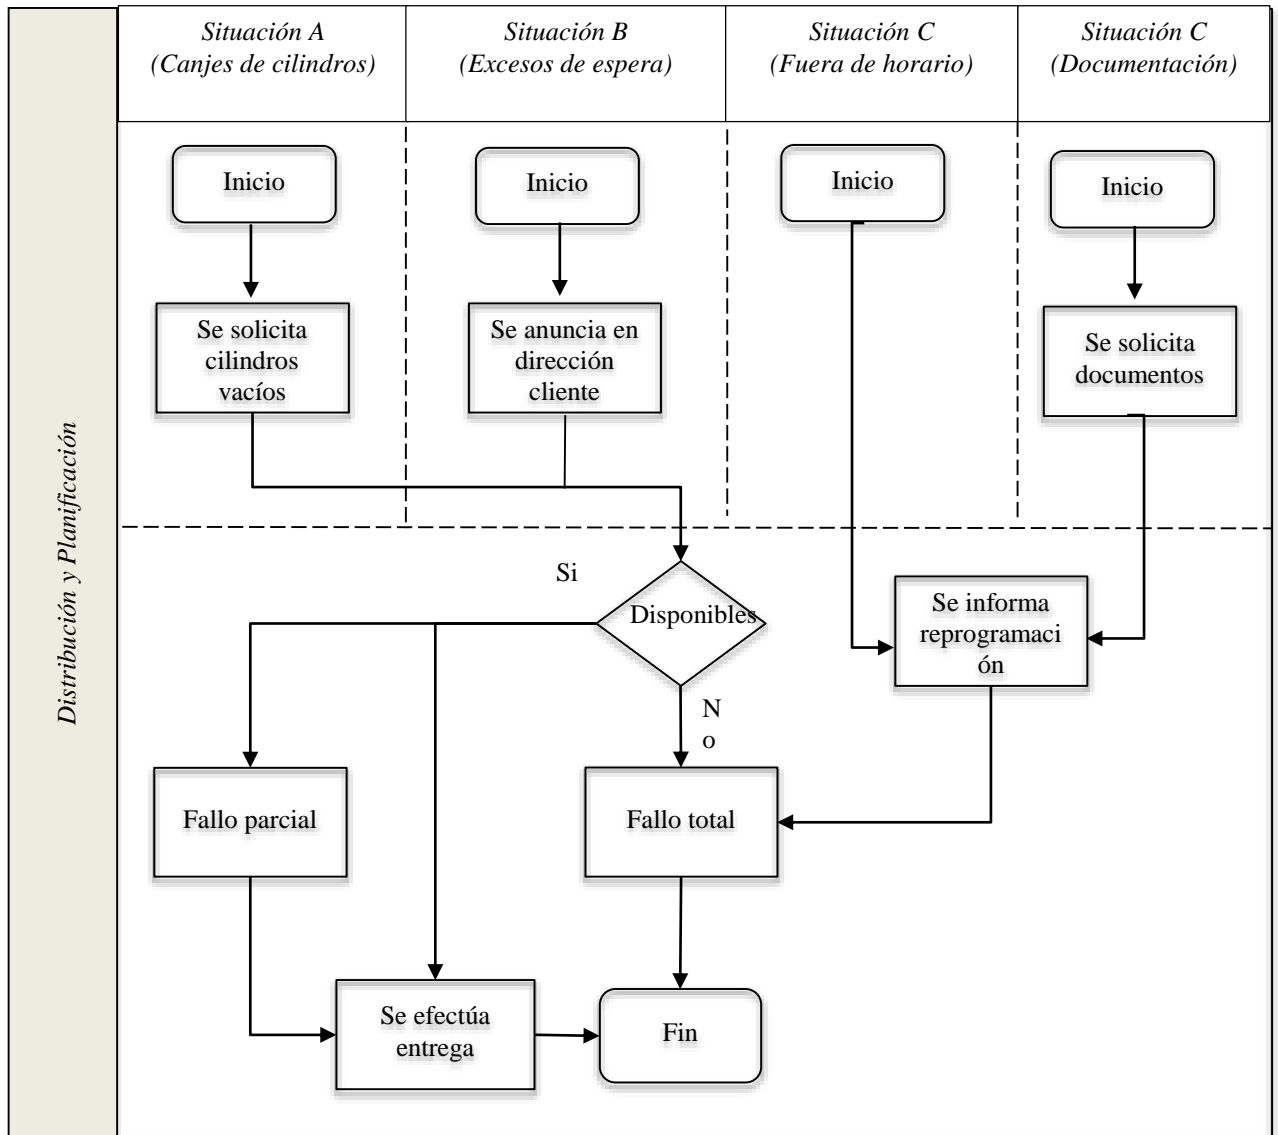 Situación A
(Canjes de cilindros)
Situación B
(Excesos de espera)
Situación C
(Fuera de horario)
Situación C
(Documentación)
Distribución y Planificación
Inicio
Inicio
Inicio
Inicio
Se solicita
cilindros
vacíos
Se anuncia en
dirección
cliente
Se solicita
documentos
Si
Disponibles
Se informa
reprogramaci
ón
N
o
Fallo parcial
Fallo total
Se efectúa
entrega
Fin